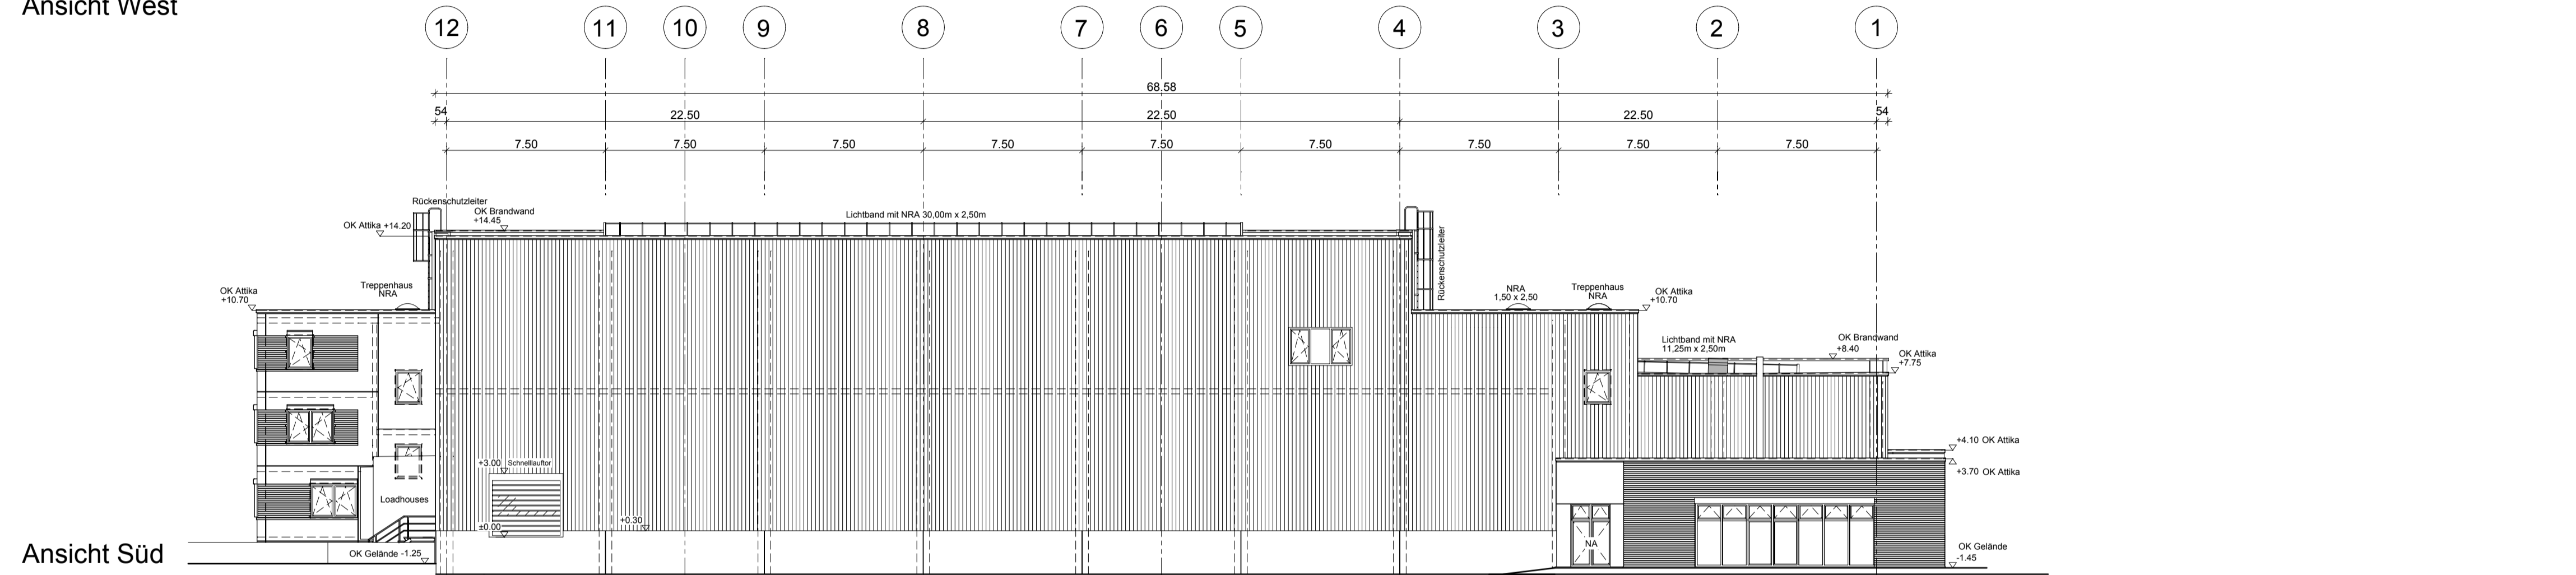 Ansicht West
12 11 10 9 8 7 6 5 4 3 2 1
68.58
54 22.50 22.50 22.50 54
7.50 7.50 7.50 7.50 7.50 7.50 7.50 7.50 7.50
Rückenschutzleiter
OK Brandwand
+14.45
OK Attika +14.20
Lichtband mit NRA 30,00m x 2,50m
Rückenschutzleiter
OK Attika
+10.70
Treppenhaus
NRA
NRA
1,50 x 2,50
Treppenhaus
NRA
OK Attika
+10.70
Lichtband mit NRA
11,25m x 2,50m
OK Brandwand
+8.40
OK Attika
+7.75
+4.10 OK Attika
+3.70 OK Attika
+3.00 Schnelllauftor
Loadhouses
±0.00
+0.30
NA
Ansicht Süd
OK Gelände -1.25
OK Gelände
-1.45